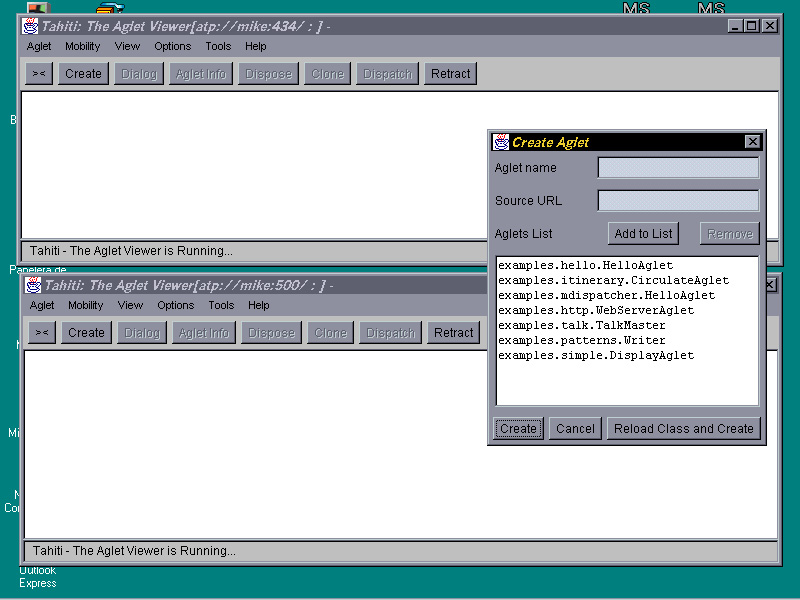 MS MS
Tahiti: The Aglet Viewer[atp://mike:434/ : ] -
Aglet Mobility View Options Tools Help
>< Create Dialog Aglet Info Dispose Clone Dispatch Retract
Tahiti - The Aglet Viewer is Running...
Create Aglet
Aglet name
Source URL
Aglets List Add to List Remove
examples.hello.HelloAglet
examples.itinerary.CirculateAglet
examples.mdispatcher.HelloAglet
examples.http.WebServerAglet
examples.talk.TalkMaster
examples.patterns.Writer
examples.simple.DisplayAglet
Create Cancel Reload Class and Create
Papelera de
Tahiti: The Aglet Viewer[atp://mike:500/ : ] -
Aglet Mobility View Options Tools Help
>< Create Dialog Aglet Info Dispose Clone Dispatch Retract
Tahiti - The Aglet Viewer is Running...
Outlook
Express